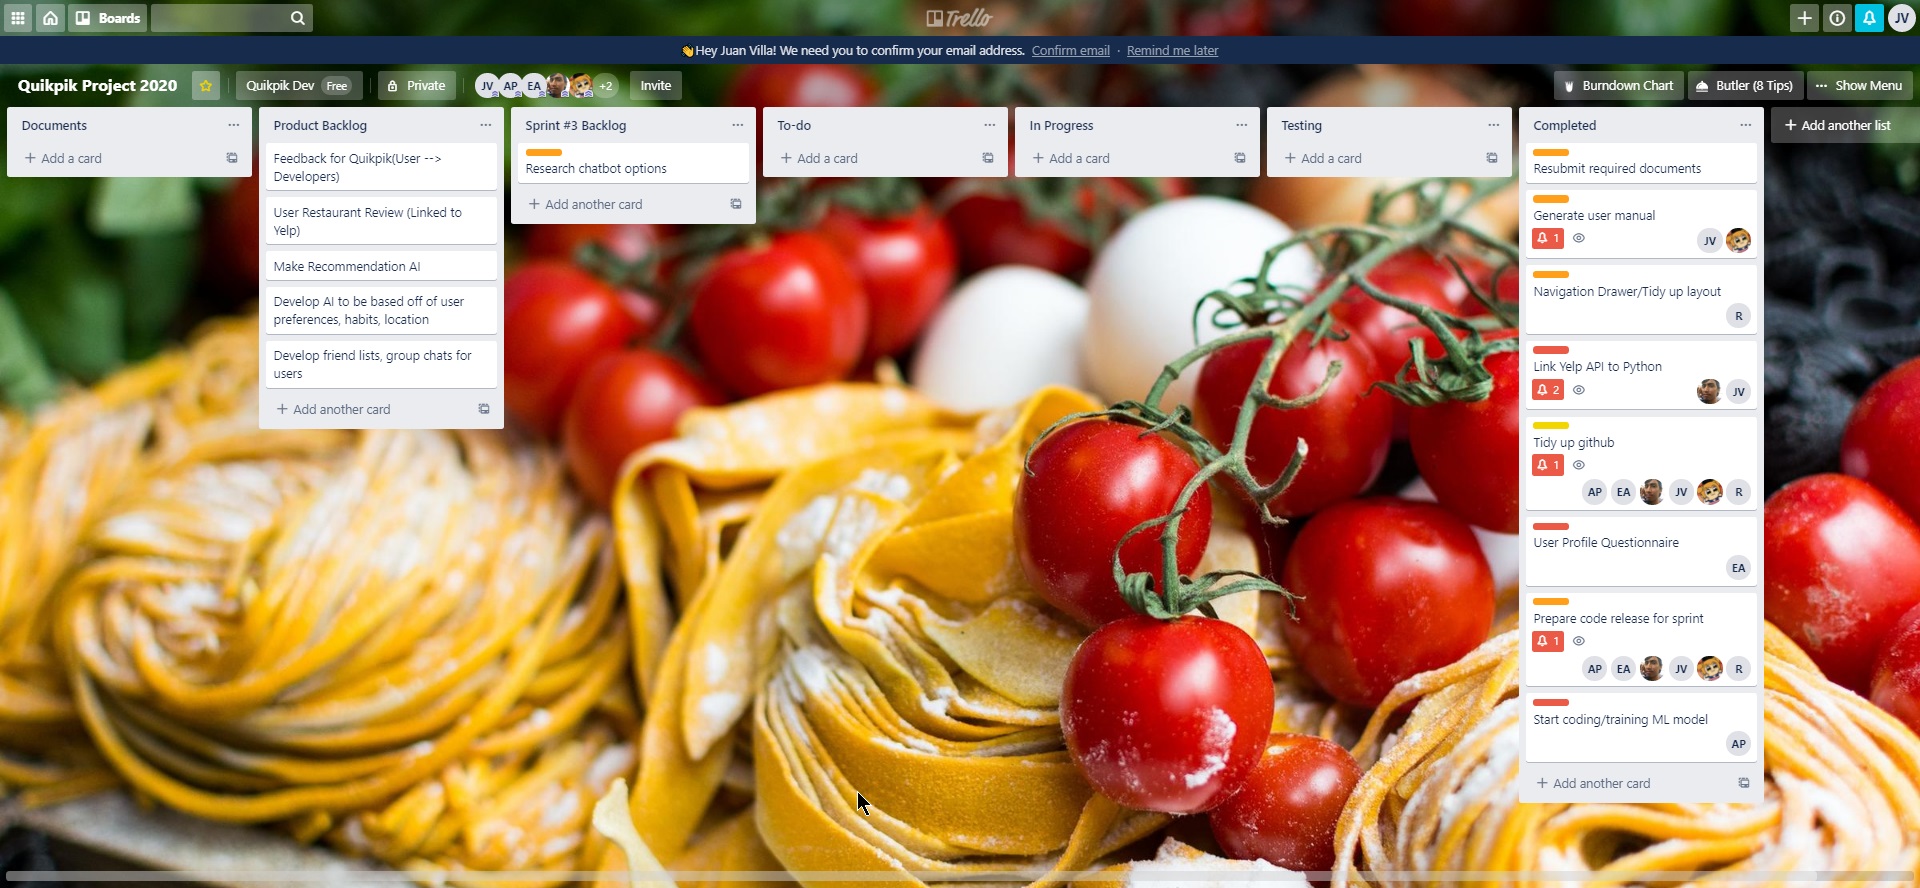 Boards
Trello
JV
👋Hey Juan Villa! We need you to confirm your email address. Confirm email · Remind me later
Quikpik Project 2020
Quikpik Dev Free
Private
JV AP EA +2
Invite
Burndown Chart
Butler (8 Tips)
··· Show Menu
Documents
+ Add a card
Product Backlog
Feedback for Quikpik(User -->
Developers)
User Restaurant Review (Linked to
Yelp)
Make Recommendation AI
Develop AI to be based off of user
preferences, habits, location
Develop friend lists, group chats for
users
+ Add another card
Sprint #3 Backlog
Research chatbot options
+ Add another card
To-do
+ Add a card
In Progress
+ Add a card
Testing
+ Add a card
Completed
Resubmit required documents
Generate user manual
1
JV
Navigation Drawer/Tidy up layout
R
Link Yelp API to Python
2
JV
Tidy up github
1
AP EA JV R
User Profile Questionnaire
EA
Prepare code release for sprint
1
AP EA JV R
Start coding/training ML model
AP
+ Add another card
+ Add another list